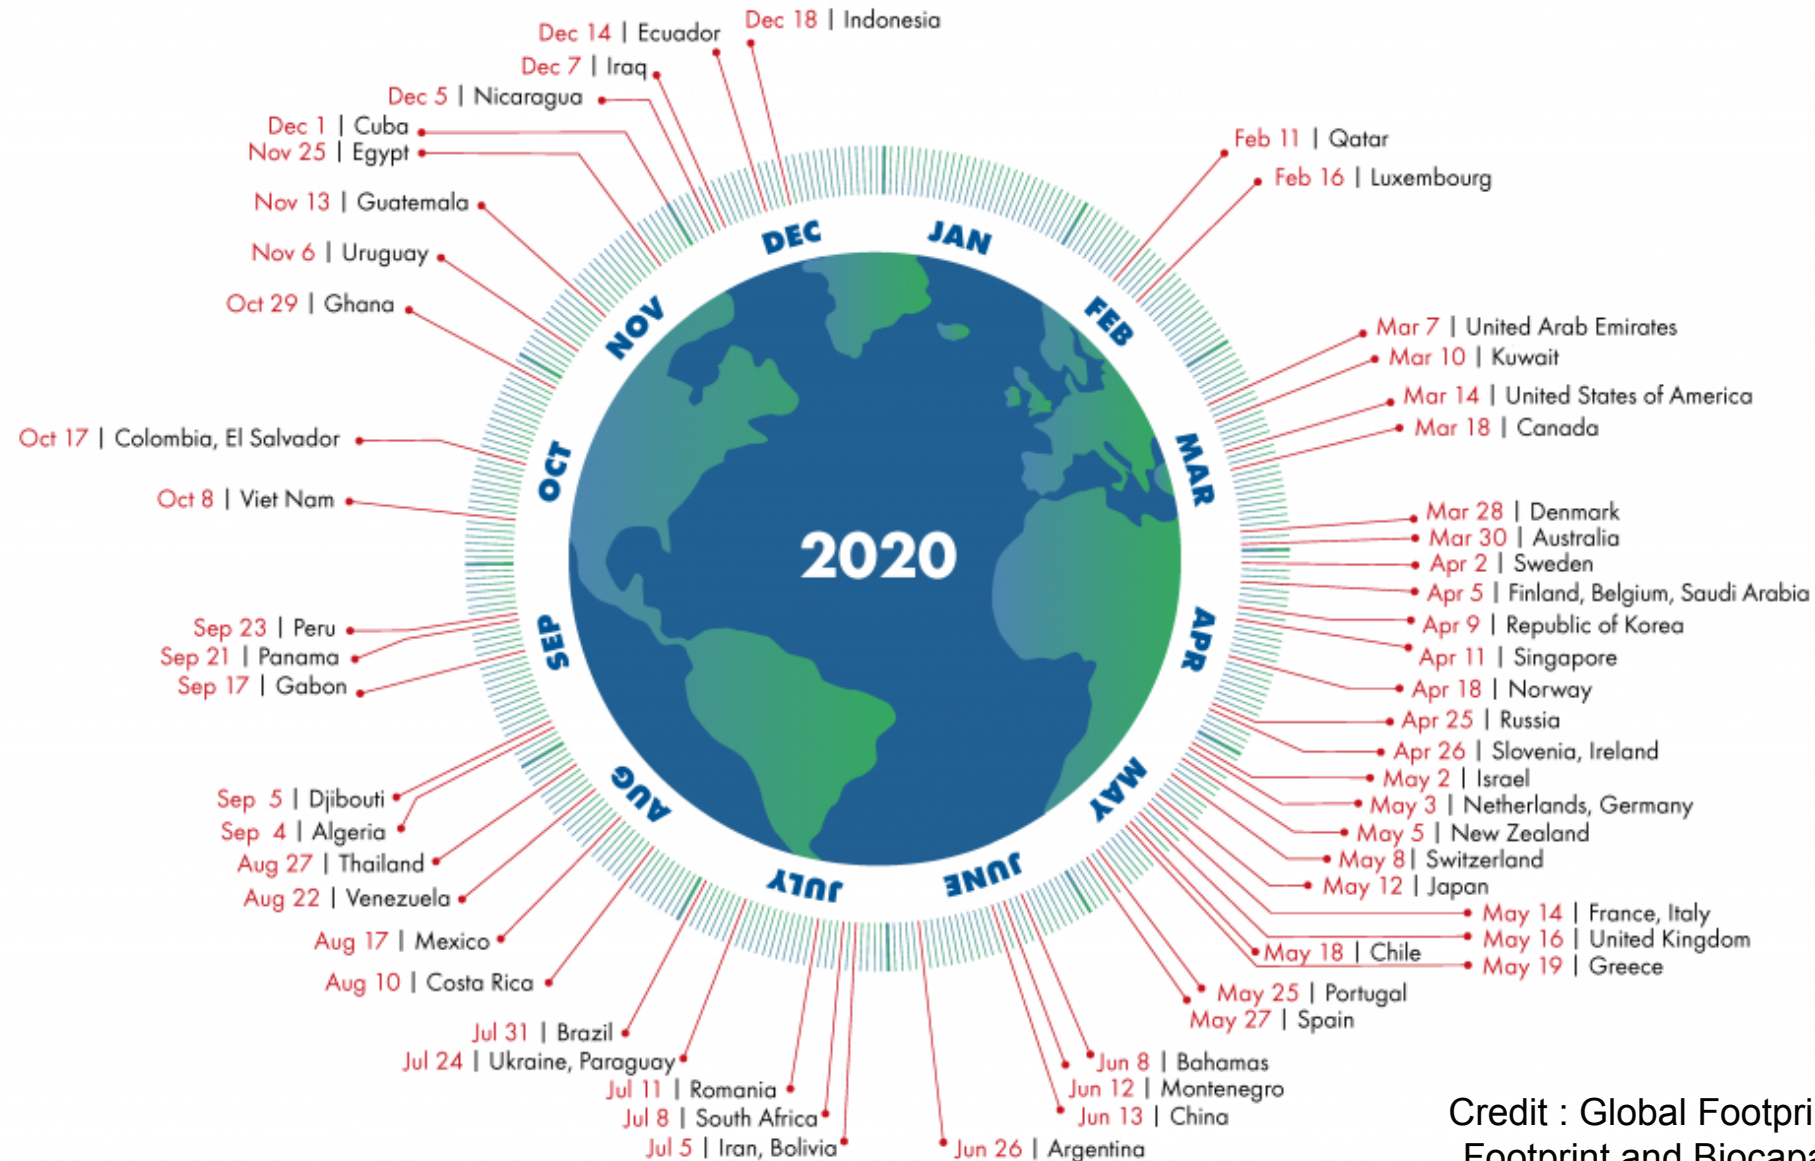 Dec 18 | Indonesia
Dec 14 | Ecuador
Dec 7 | Iraq
Dec 5 | Nicaragua
Dec 1 | Cuba
Nov 25 | Egypt
Nov 13 | Guatemala
Nov 6 | Uruguay
Oct 29 | Ghana
Oct 17 | Colombia, El Salvador
Oct 8 | Viet Nam
Sep 23 | Peru
Sep 21 | Panama
Sep 17 | Gabon
Sep 5 | Djibouti
Sep 4 | Algeria
Aug 27 | Thailand
Aug 22 | Venezuela
Aug 17 | Mexico
Aug 10 | Costa Rica
Jul 31 | Brazil
Jul 24 | Ukraine, Paraguay
Jul 11 | Romania
Jul 8 | South Africa
Jul 5 | Iran, Bolivia
JAN
FEB
MAR
APR
MAY
JUNE
JULY
AUG
SEP
OCT
NOV
DEC
2020
Feb 11 | Qatar
Feb 16 | Luxembourg
Mar 7 | United Arab Emirates
Mar 10 | Kuwait
Mar 14 | United States of America
Mar 18 | Canada
Mar 28 | Denmark
Mar 30 | Australia
Apr 2 | Sweden
Apr 5 | Finland, Belgium, Saudi Arabia
Apr 9 | Republic of Korea
Apr 11 | Singapore
Apr 18 | Norway
Apr 25 | Russia
Apr 26 | Slovenia, Ireland
May 2 | Israel
May 3 | Netherlands, Germany
May 5 | New Zealand
May 8 | Switzerland
May 12 | Japan
May 14 | France, Italy
May 16 | United Kingdom
May 18 | Chile
May 19 | Greece
May 25 | Portugal
May 27 | Spain
Jun 8 | Bahamas
Jun 12 | Montenegro
Jun 13 | China
Jun 26 | Argentina
Credit : Global Footpri
Footprint and Biocapa